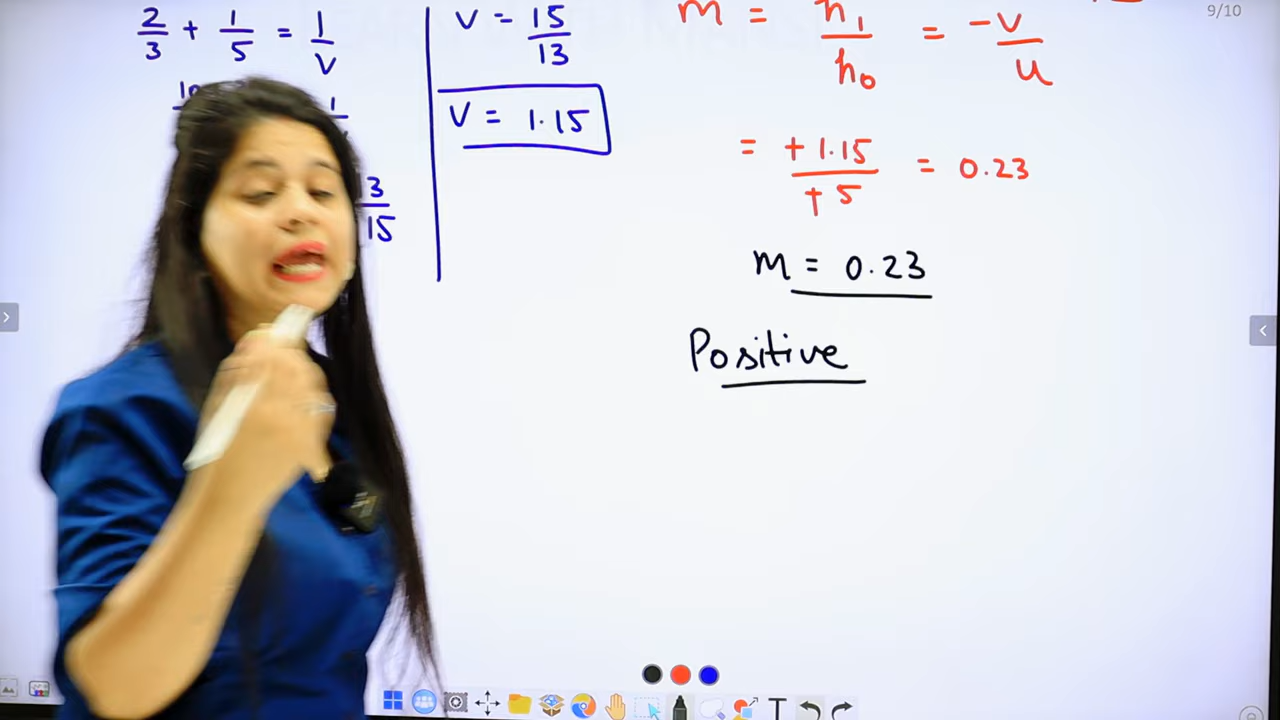 2/3 + 1/5 = 1/V
10
3/15
V = 15/13
V = 1.15
m = h1/h0 = -v/u
= +1.15/+5 = 0.23
m = 0.23
Positive
9/10
T